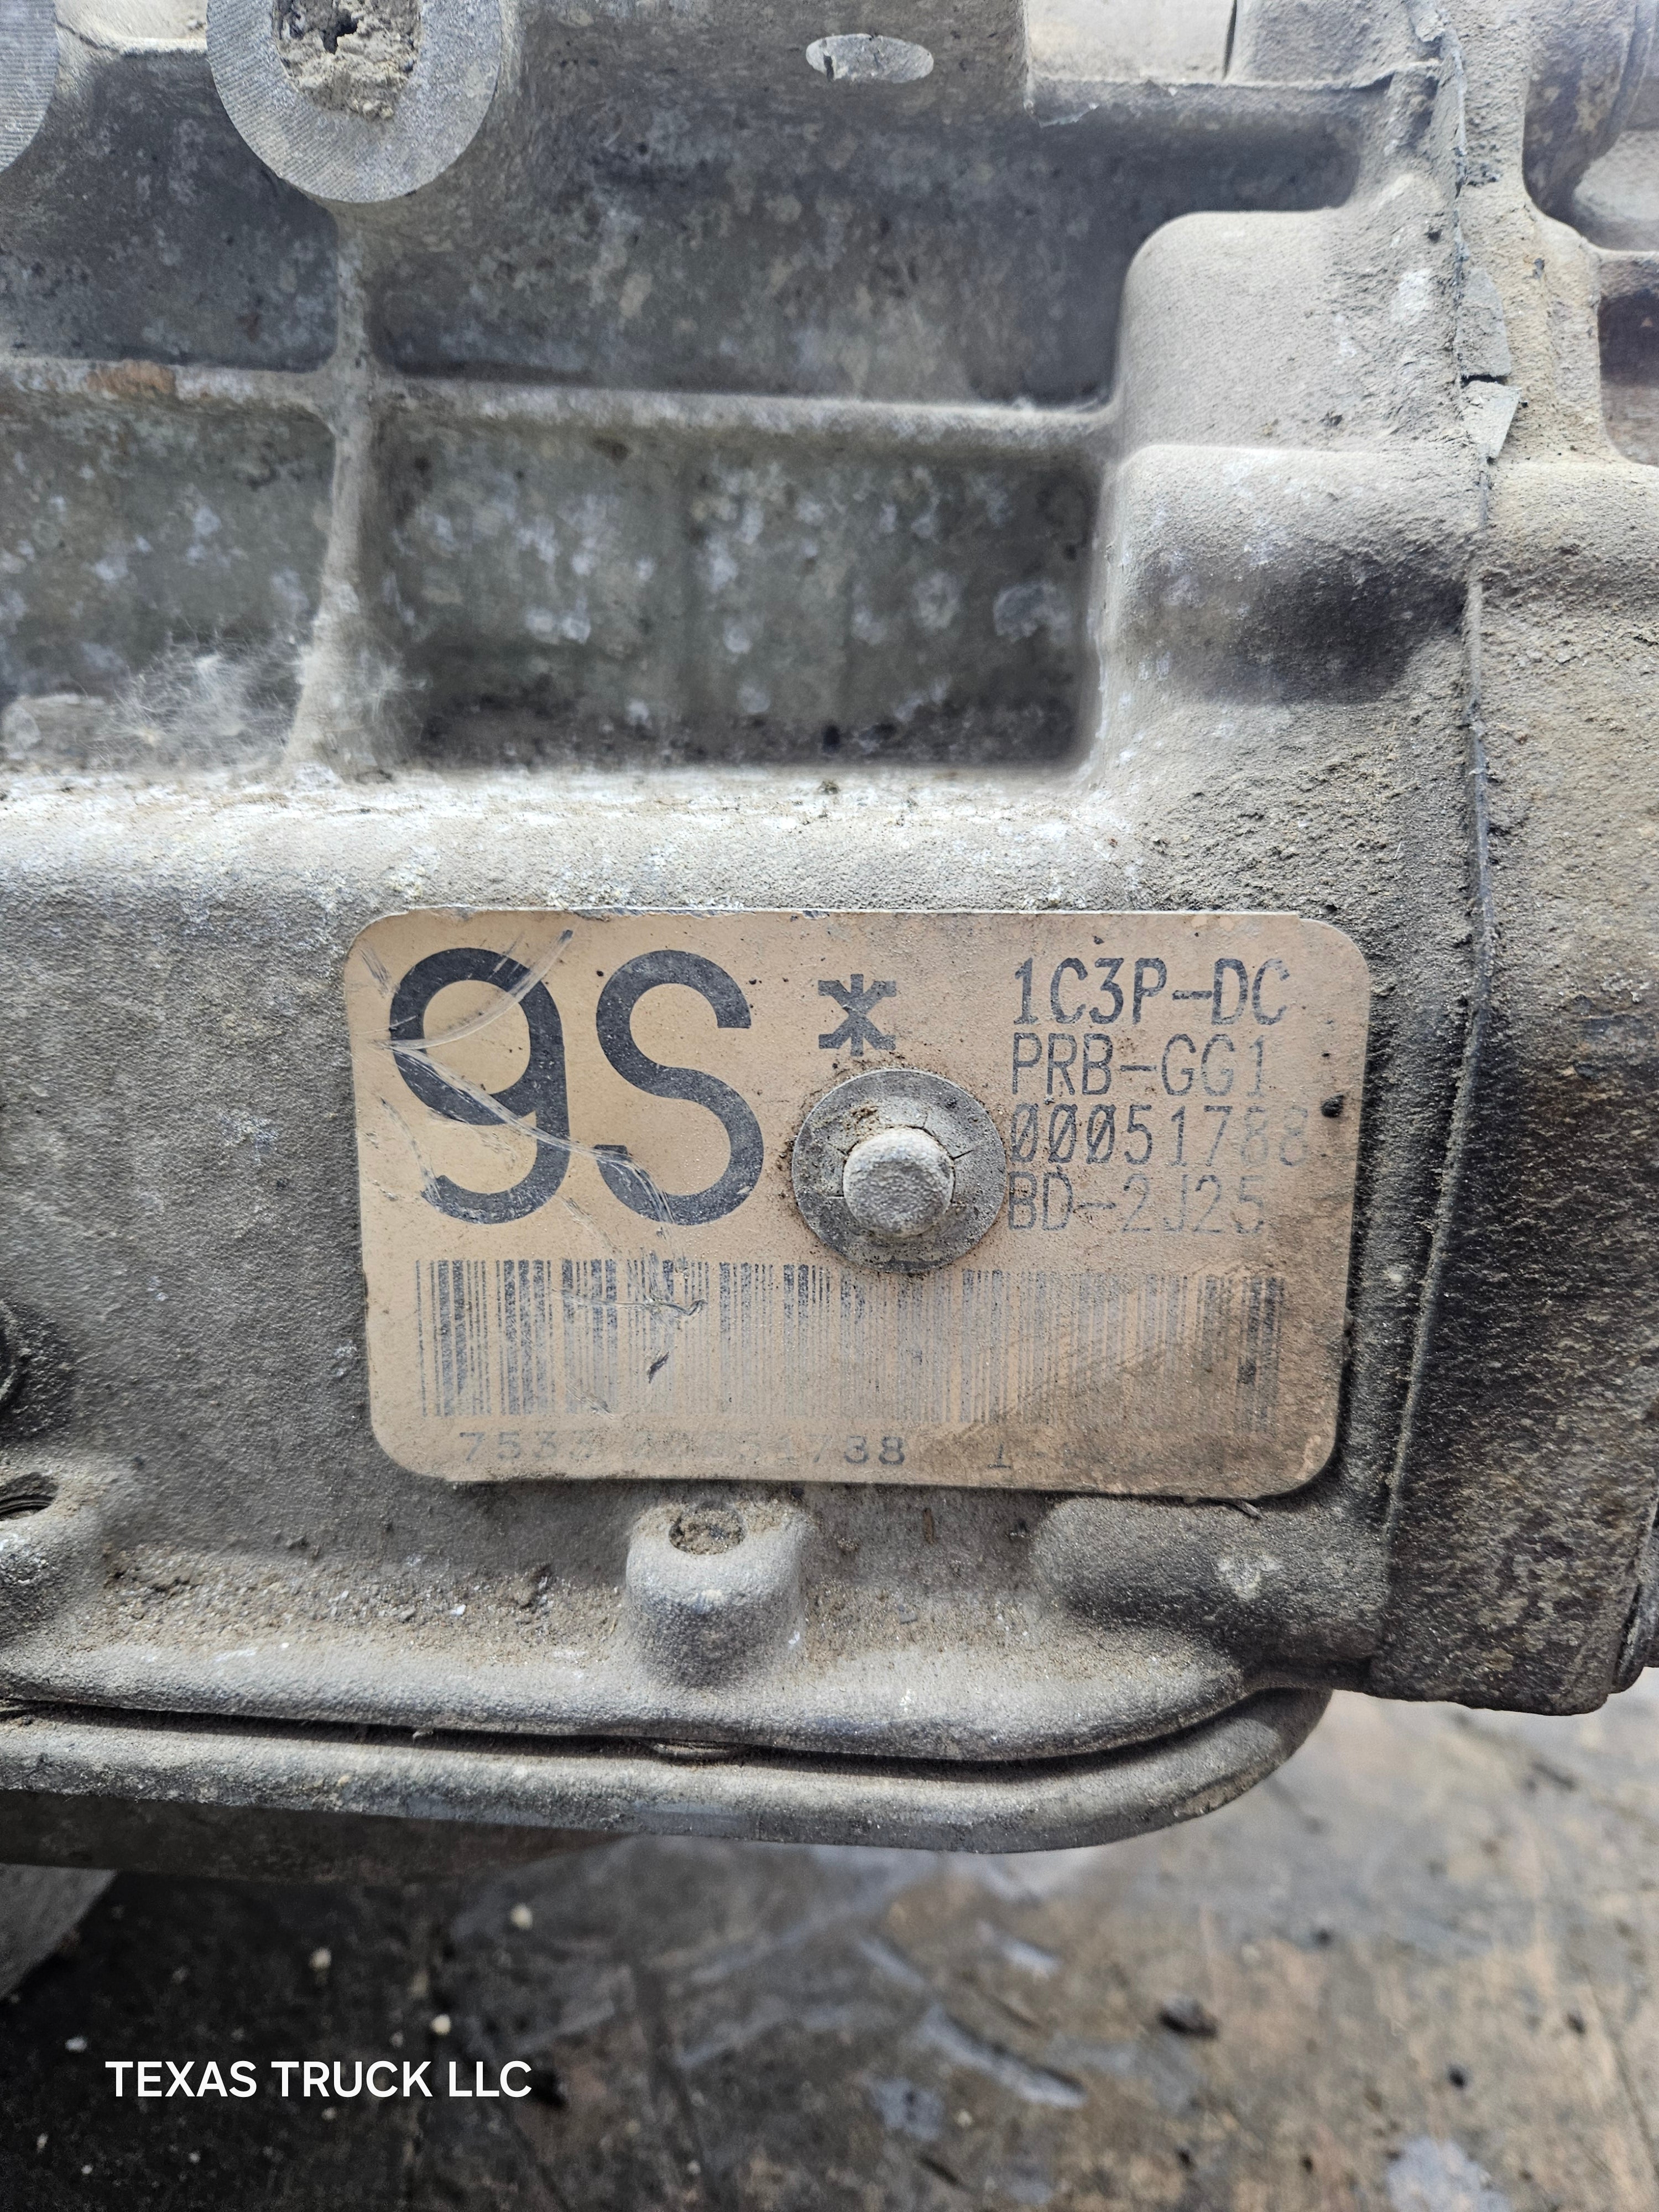 9S *
1C3P-DC
PRB-GG1
00051788
BD-2J25
TEXAS TRUCK LLC